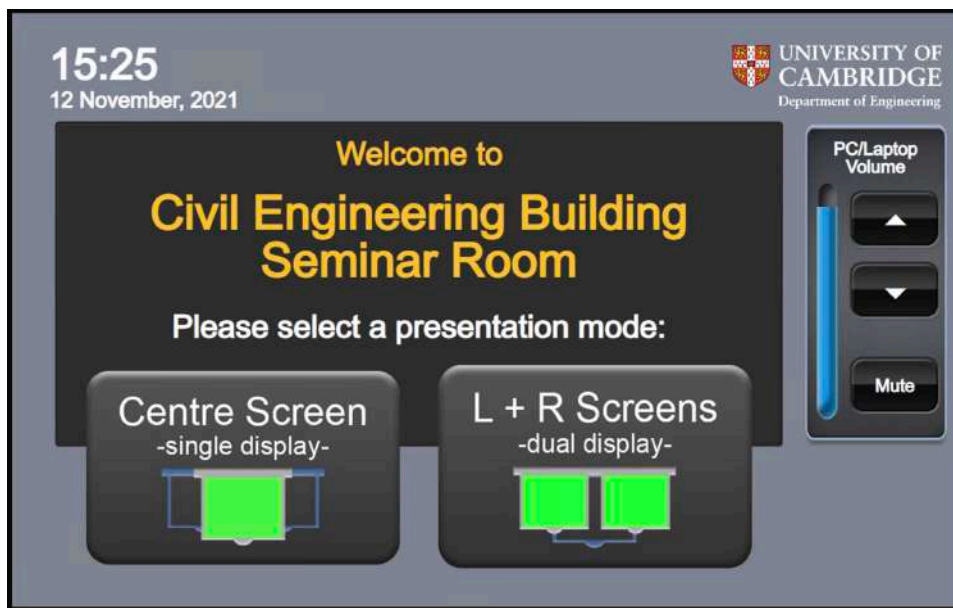 15:25
12 November, 2021
UNIVERSITY OF
CAMBRIDGE
Department of Engineering
Welcome to
Civil Engineering Building
Seminar Room
Please select a presentation mode:
Centre Screen
-single display-
L + R Screens
-dual display-
PC/Laptop
Volume
Mute